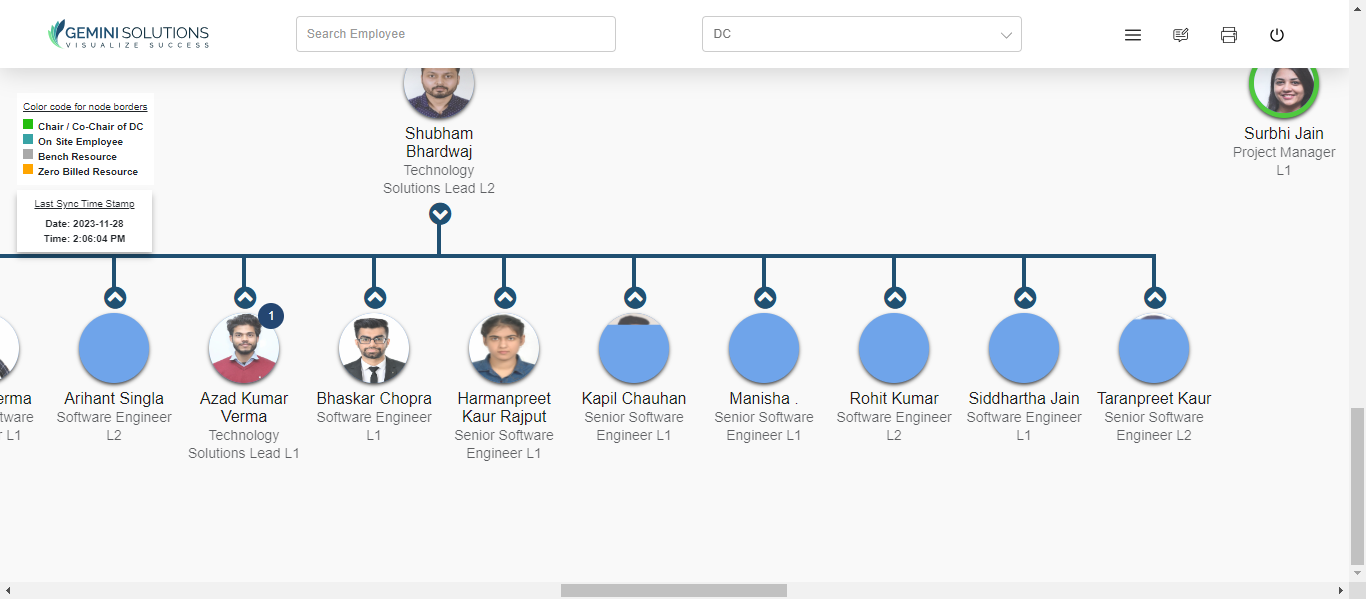 GEMINI SOLUTIONS
VISUALIZE SUCCESS
Search Employee
DC
Color code for node borders
Chair / Co-Chair of DC
On Site Employee
Bench Resource
Zero Billed Resource
Last Sync Time Stamp
Date: 2023-11-28
Time: 2:06:04 PM
Shubham
Bhardwaj
Technology
Solutions Lead L2
Surbhi Jain
Project Manager
L1
erma
tware
r L1
Arihant Singla
Software Engineer
L2
1
Azad Kumar
Verma
Technology
Solutions Lead L1
Bhaskar Chopra
Software Engineer
L1
Harmanpreet
Kaur Rajput
Senior Software
Engineer L1
Kapil Chauhan
Senior Software
Engineer L1
Manisha .
Senior Software
Engineer L1
Rohit Kumar
Software Engineer
L2
Siddhartha Jain
Software Engineer
L1
Taranpreet Kaur
Senior Software
Engineer L2